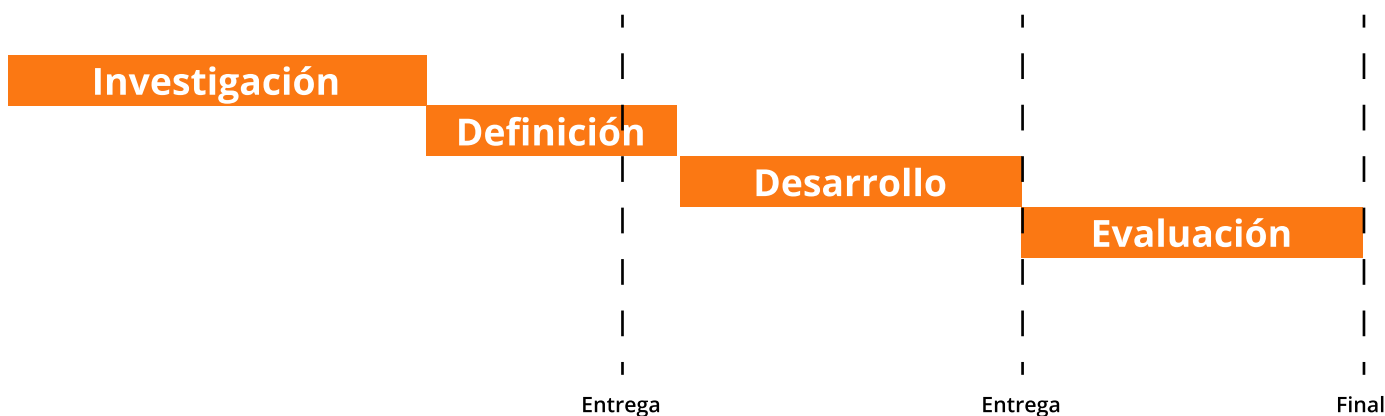 Investigación
Definición
Desarrollo
Evaluación
Entrega
Entrega
Final